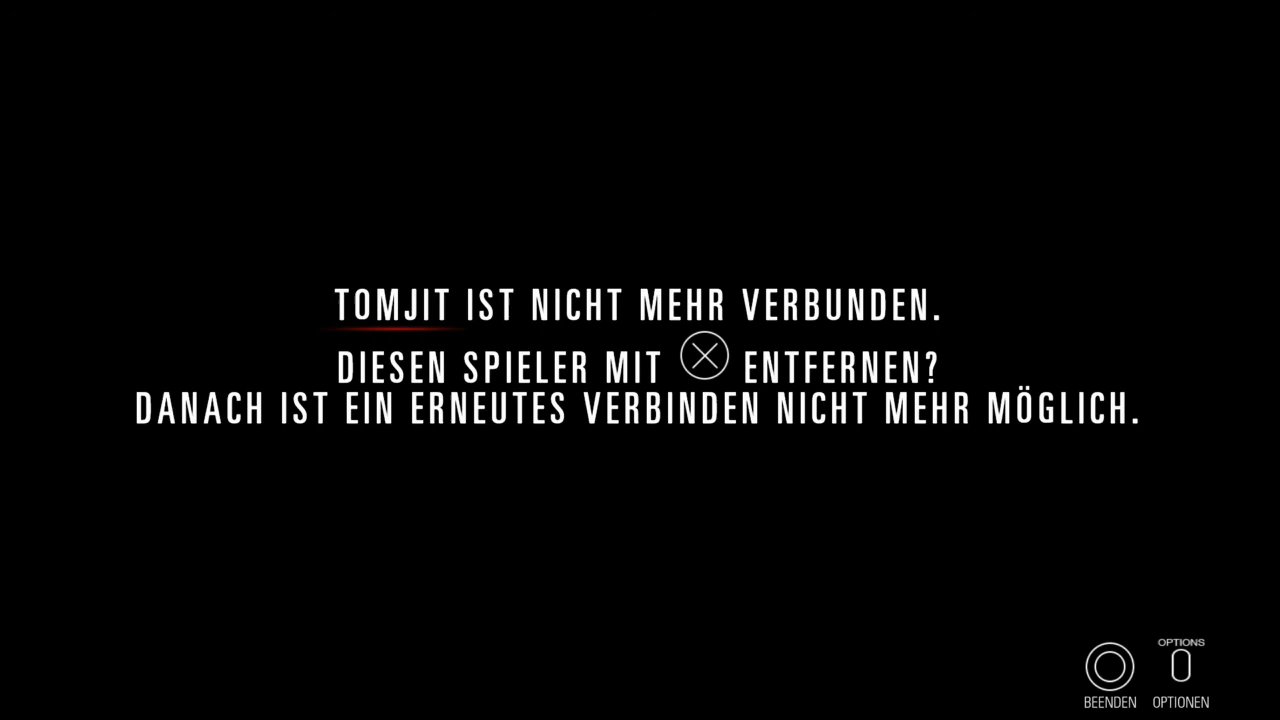 TOMJIT IST NICHT MEHR VERBUNDEN.
DIESEN SPIELER MIT ENTFERNEN?
DANACH IST EIN ERNEUTES VERBINDEN NICHT MEHR MÖGLICH.
OPTIONS
BEENDEN OPTIONEN